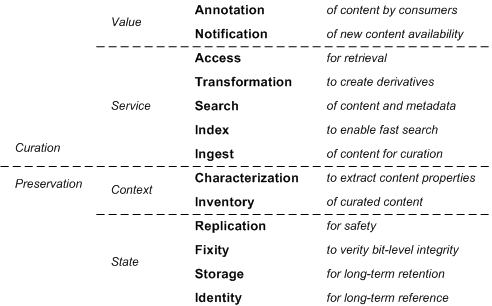 Value
Annotation of content by consumers
Notification of new content availability
Service
Access for retrieval
Transformation to create derivatives
Search of content and metadata
Index to enable fast search
Curation
Ingest of content for curation
Preservation
Context
Characterization to extract content properties
Inventory of curated content
State
Replication for safety
Fixity to verity bit-level integrity
Storage for long-term retention
Identity for long-term reference